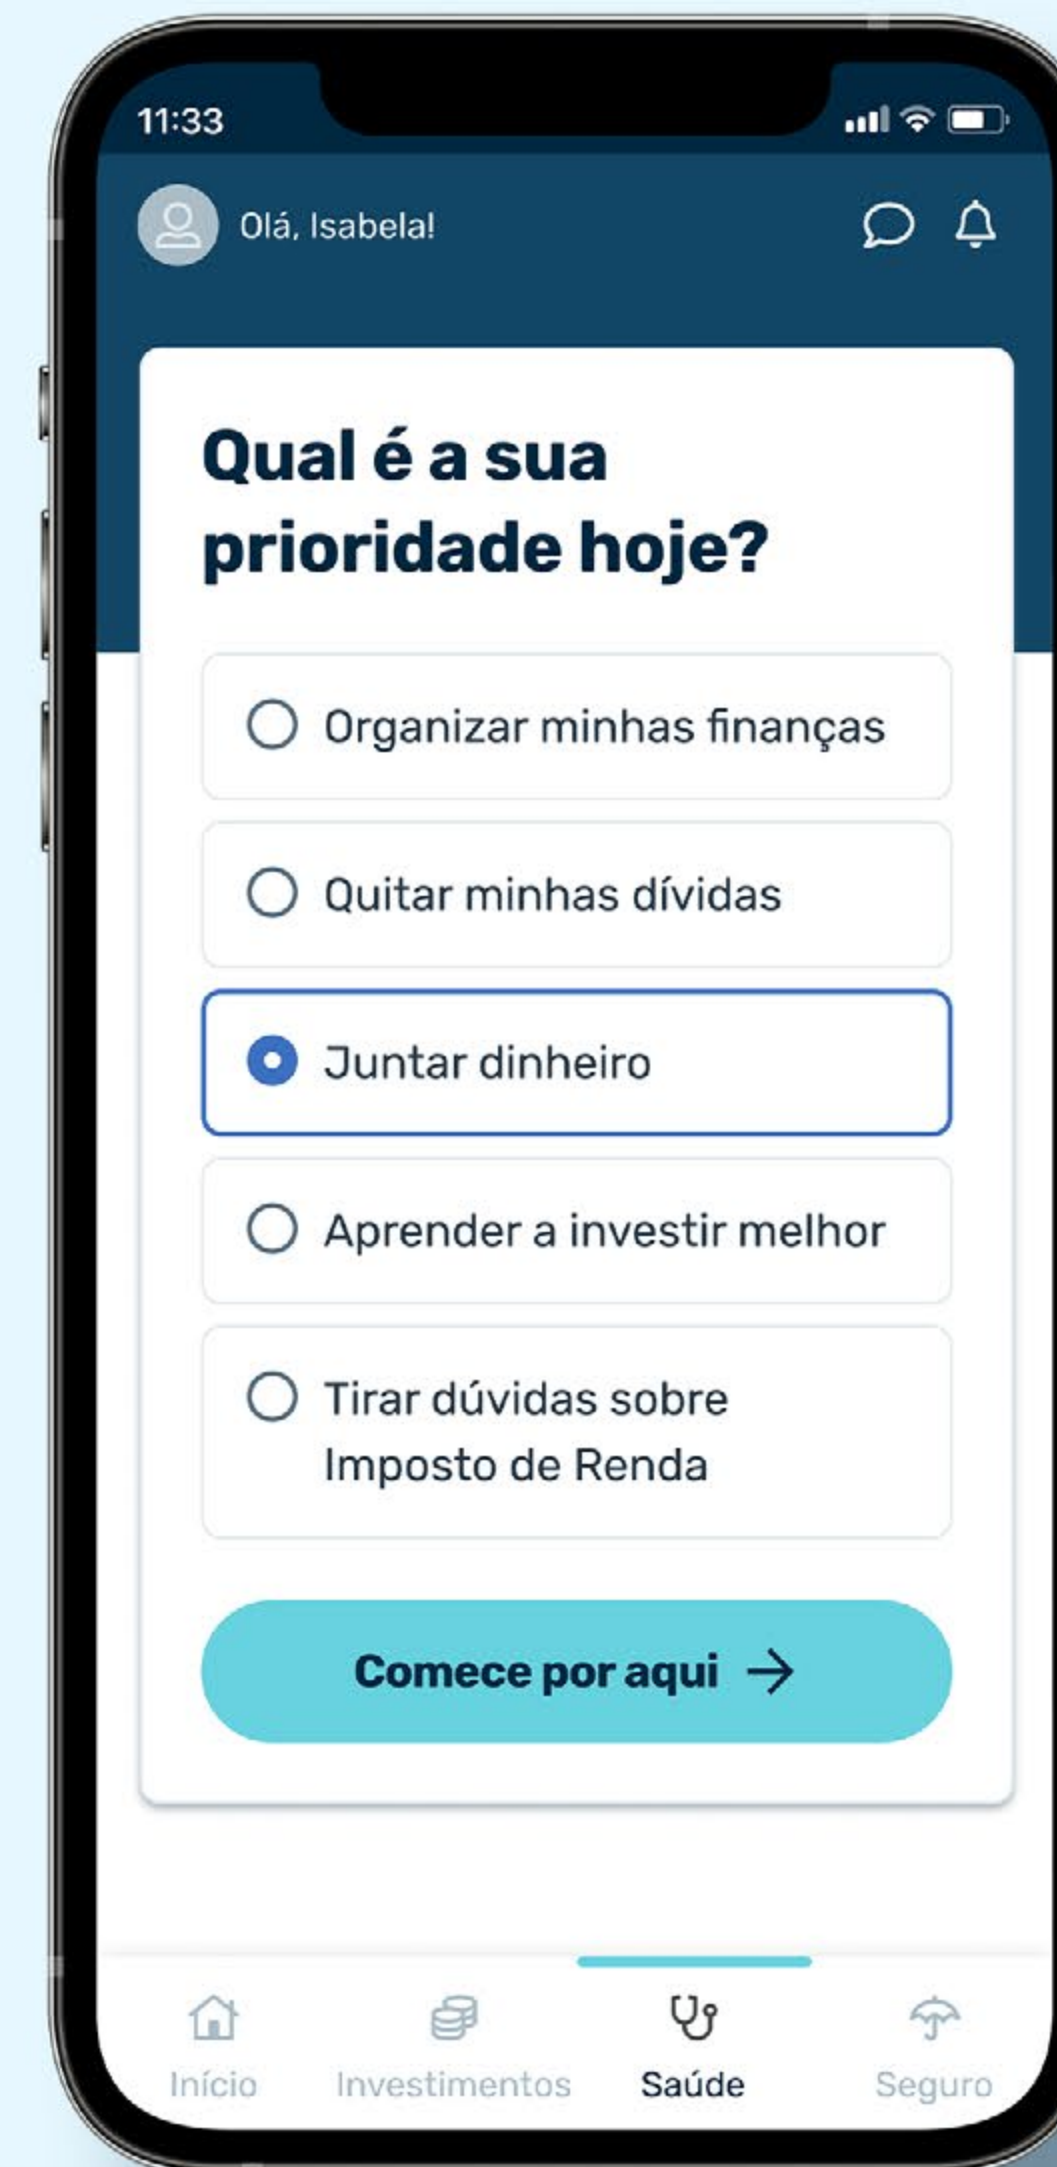 11:33
Olá, Isabela!
Qual é a sua
prioridade hoje?
Organizar minhas finanças
Quitar minhas dívidas
Juntar dinheiro
Aprender a investir melhor
Tirar dúvidas sobre
Imposto de Renda
Comece por aqui →
Início Investimentos Saúde Seguro